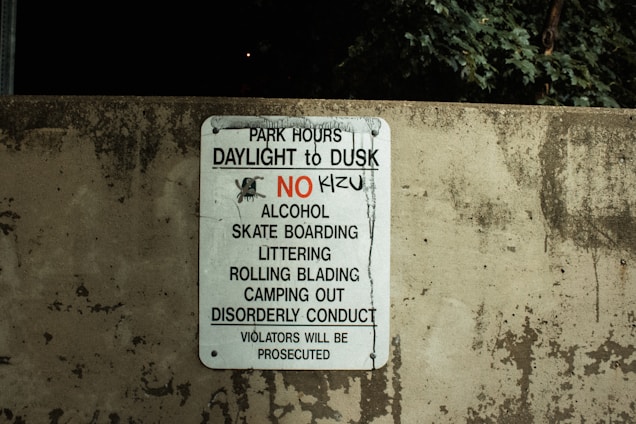 PARK HOURS
DAYLIGHT to DUSK
NO KIZU
ALCOHOL
SKATE BOARDING
LITTERING
ROLLING BLADING
CAMPING OUT
DISORDERLY CONDUCT
VIOLATORS WILL BE
PROSECUTED